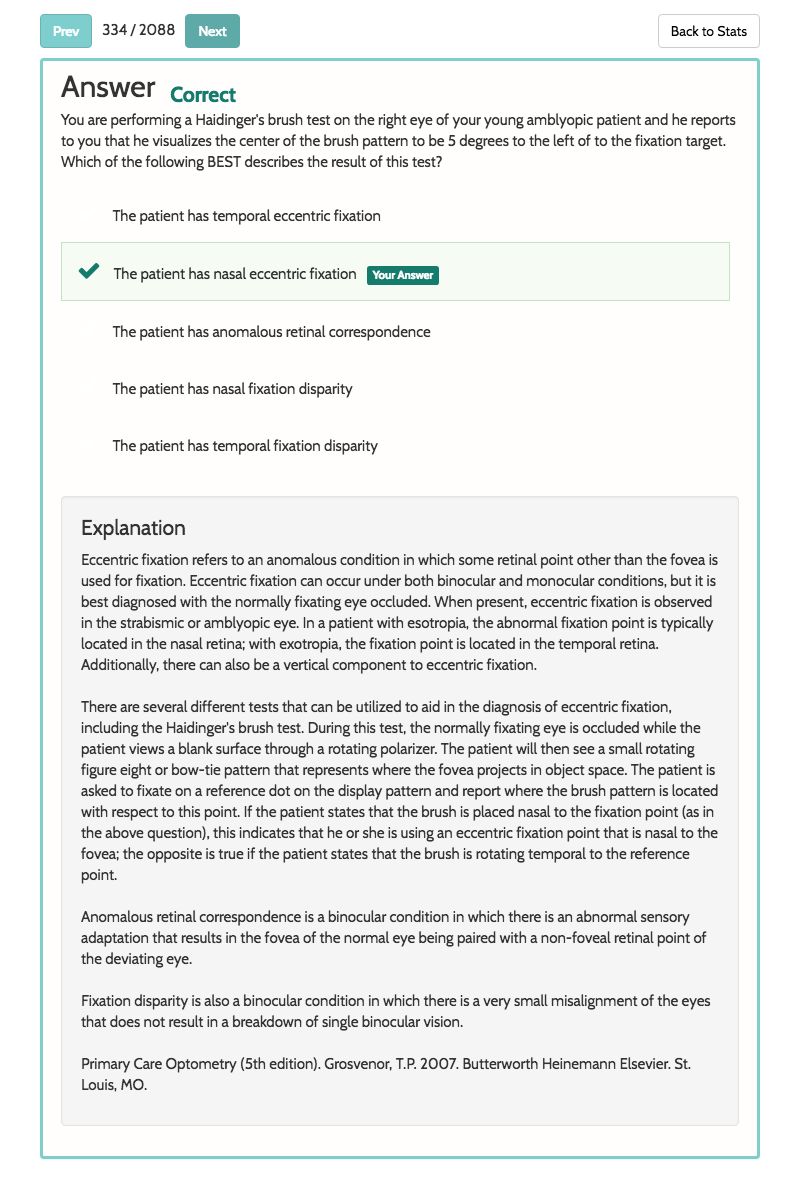 Prev 334 / 2088 Next Back to Stats
Answer Correct
You are performing a Haidinger's brush test on the right eye of your young amblyopic patient and he reports
to you that he visualizes the center of the brush pattern to be 5 degrees to the left of to the fixation target.
Which of the following BEST describes the result of this test?
The patient has temporal eccentric fixation
The patient has nasal eccentric fixation Your Answer
The patient has anomalous retinal correspondence
The patient has nasal fixation disparity
The patient has temporal fixation disparity
Explanation
Eccentric fixation refers to an anomalous condition in which some retinal point other than the fovea is
used for fixation. Eccentric fixation can occur under both binocular and monocular conditions, but it is
best diagnosed with the normally fixating eye occluded. When present, eccentric fixation is observed
in the strabismic or amblyopic eye. In a patient with esotropia, the abnormal fixation point is typically
located in the nasal retina; with exotropia, the fixation point is located in the temporal retina.
Additionally, there can also be a vertical component to eccentric fixation.
There are several different tests that can be utilized to aid in the diagnosis of eccentric fixation,
including the Haidinger's brush test. During this test, the normally fixating eye is occluded while the
patient views a blank surface through a rotating polarizer. The patient will then see a small rotating
figure eight or bow-tie pattern that represents where the fovea projects in object space. The patient is
asked to fixate on a reference dot on the display pattern and report where the brush pattern is located
with respect to this point. If the patient states that the brush is placed nasal to the fixation point (as in
the above question), this indicates that he or she is using an eccentric fixation point that is nasal to the
fovea; the opposite is true if the patient states that the brush is rotating temporal to the reference
point.
Anomalous retinal correspondence is a binocular condition in which there is an abnormal sensory
adaptation that results in the fovea of the normal eye being paired with a non-foveal retinal point of
the deviating eye.
Fixation disparity is also a binocular condition in which there is a very small misalignment of the eyes
that does not result in a breakdown of single binocular vision.
Primary Care Optometry (5th edition). Grosvenor, T.P. 2007. Butterworth Heinemann Elsevier. St.
Louis, MO.